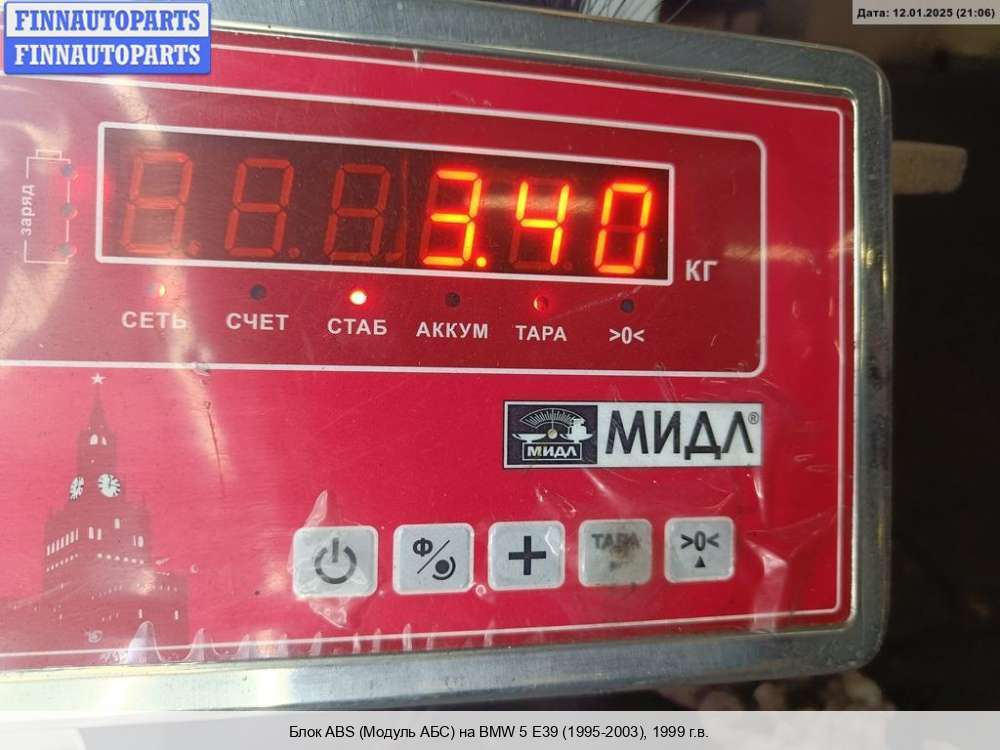 FINNAUTOPARTS
FINNAUTOPARTS
Дата: 12.01.2025 (21:06)
заряд
3.40
КГ
СЕТЬ СЧЕТ СТАБ АККУМ ТАРА >0<
МИДЛ МИДЛ®
Ф ТАРА >0<
Блок ABS (Модуль АБС) на BMW 5 E39 (1995-2003), 1999 г.в.